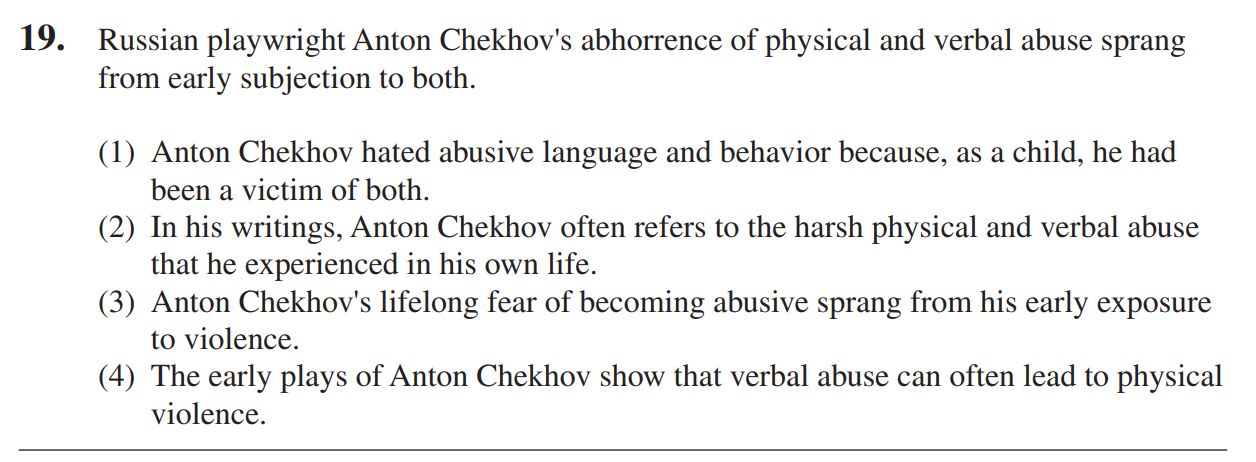 19. Russian playwright Anton Chekhov's abhorrence of physical and verbal abuse sprang
from early subjection to both.
(1) Anton Chekhov hated abusive language and behavior because, as a child, he had
been a victim of both.
(2) In his writings, Anton Chekhov often refers to the harsh physical and verbal abuse
that he experienced in his own life.
(3) Anton Chekhov's lifelong fear of becoming abusive sprang from his early exposure
to violence.
(4) The early plays of Anton Chekhov show that verbal abuse can often lead to physical
violence.